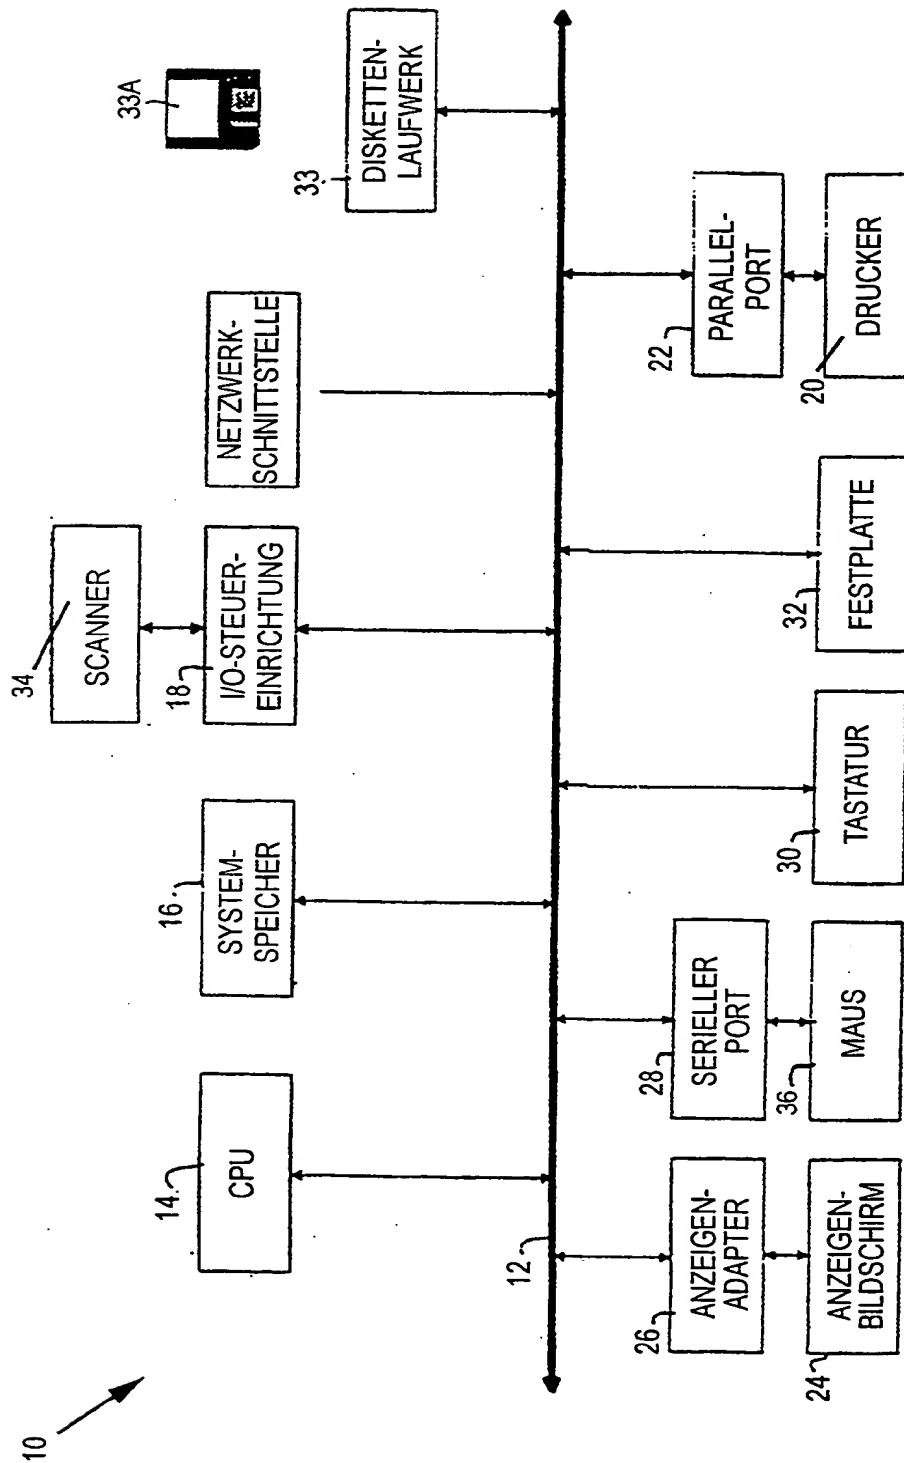 10
34
SCANNER
33A
14
CPU
16
SYSTEM-
SPEICHER
18
I/O-STEUER-
EINRICHTUNG
NETZWERK-
SCHNITTSTELLE
33
DISKETTEN-
LAUFWERK
12
26
ANZEIGEN-
ADAPTER
28
SERIELLER
PORT
22
PARALLEL-
PORT
24
ANZEIGEN-
BILDSCHIRM
36
MAUS
30
TASTATUR
32
FESTPLATTE
20
DRUCKER